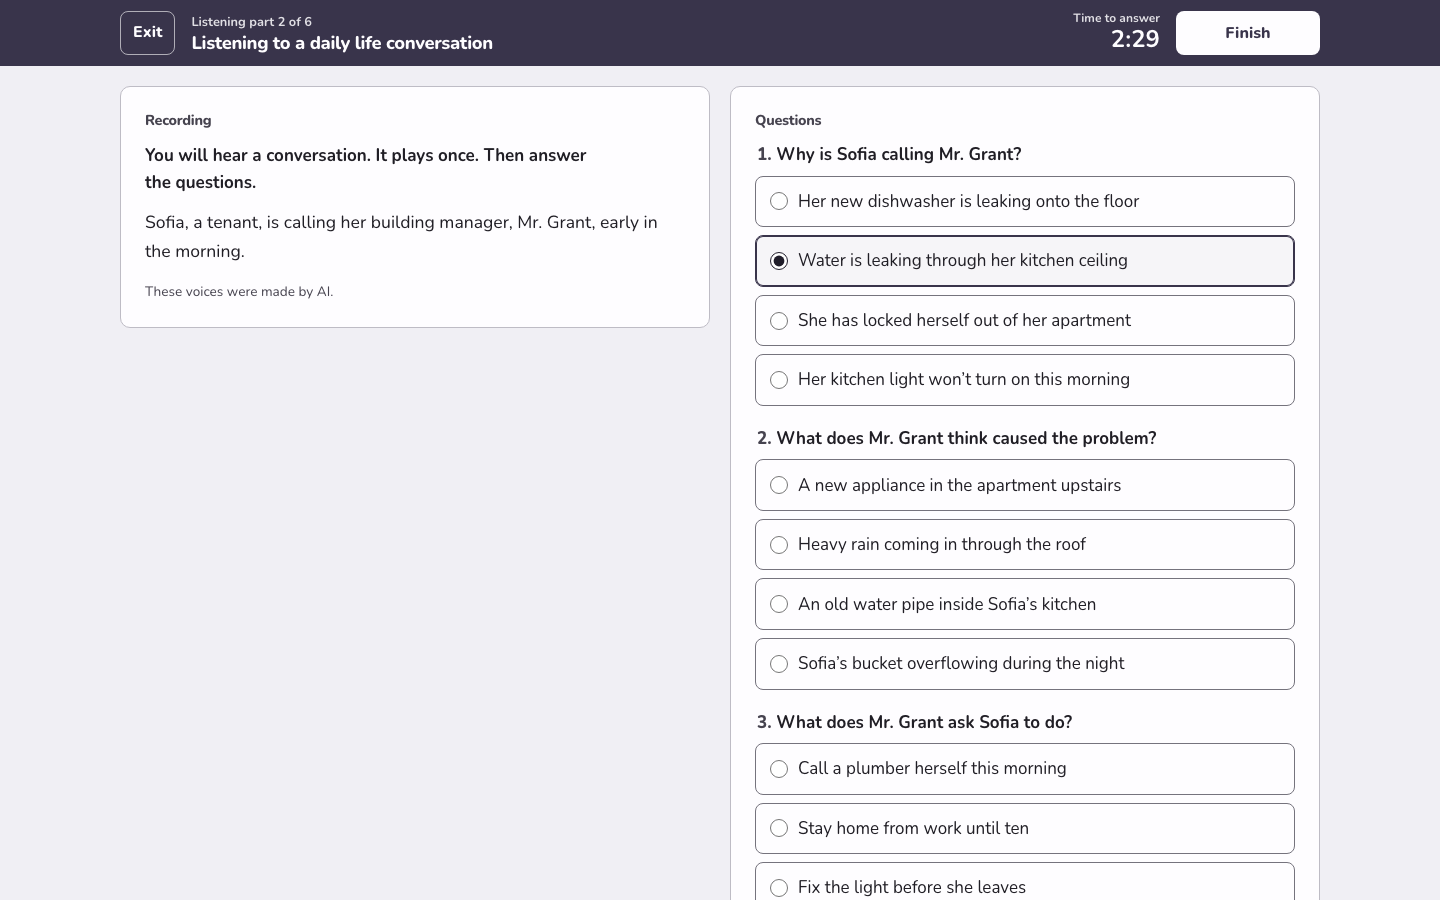 Exit
Listening part 2 of 6
Listening to a daily life conversation
Time to answer
2:29
Finish
Recording
You will hear a conversation. It plays once. Then answer
the questions.
Sofia, a tenant, is calling her building manager, Mr. Grant, early in
the morning.
These voices were made by AI.
Questions
1. Why is Sofia calling Mr. Grant?
Her new dishwasher is leaking onto the floor
Water is leaking through her kitchen ceiling
She has locked herself out of her apartment
Her kitchen light won’t turn on this morning
2. What does Mr. Grant think caused the problem?
A new appliance in the apartment upstairs
Heavy rain coming in through the roof
An old water pipe inside Sofia’s kitchen
Sofia’s bucket overflowing during the night
3. What does Mr. Grant ask Sofia to do?
Call a plumber herself this morning
Stay home from work until ten
Fix the light before she leaves